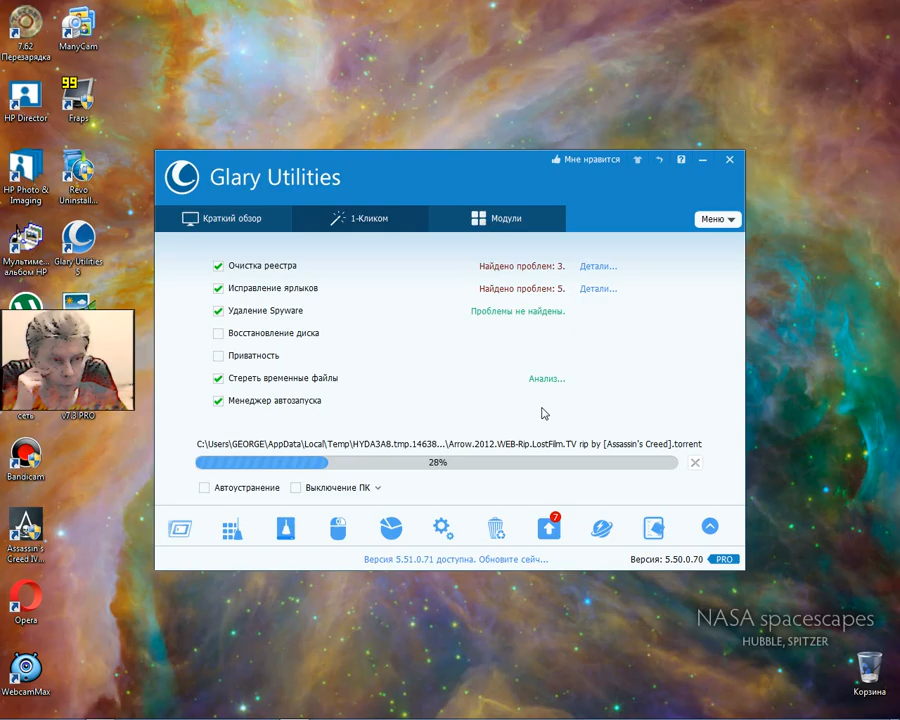 7.62
Перезарядка
ManyCam
HP Director
99
Fraps
HP Photo &
Imaging
Revo
Uninstall...
Мультиме...
альбом HP
Glary Utilities
5
сеть
v7.3 PRO
Bandicam
Assassin's
Creed IV...
Opera
WebcamMax
Glary Utilities
Мне нравится
?
Краткий обзор
1-Кликом
Модули
Меню
Очистка реестра
Найдено проблем: 3.
Детали...
Исправление ярлыков
Найдено проблем: 5.
Детали...
Удаление Spyware
Проблемы не найдены.
Восстановление диска
Приватность
Стереть временные файлы
Анализ...
Менеджер автозапуска
C:\Users\GEORGE\AppData\Local\Temp\HYDA3A8.tmp.14638...\Arrow.2012.WEB-Rip.LostFilm.TV rip by [Assassin's Creed].torrent
28%
Автоустранение
Выключение ПК
7
Версия 5.51.0.71 доступна. Обновите сейч...
Версия: 5.50.0.70
PRO
NASA spacescapes
HUBBLE, SPITZER
Корзина